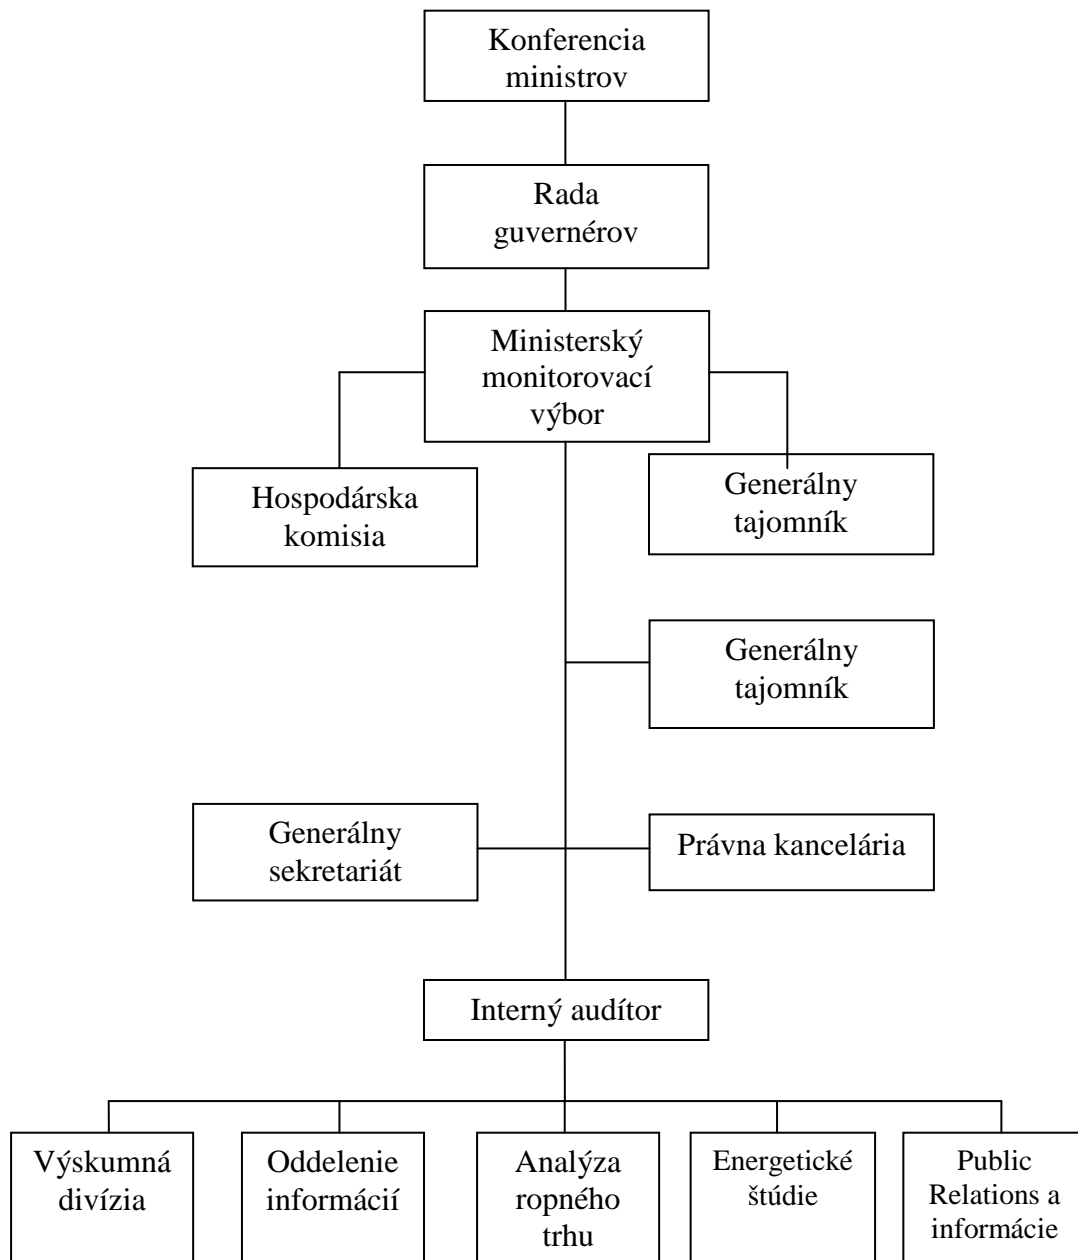 Konferencia
ministrov
Rada
guvernérov
Ministerský
monitorovací
výbor
Hospodárska
komisia
Generálny
tajomník
Generálny
tajomník
Generálny
sekretariát
Právna kancelária
Interný audítor
Výskumná
divízia
Oddelenie
informácií
Analýza
ropného
trhu
Energetické
štúdie
Public
Relations a
informácie